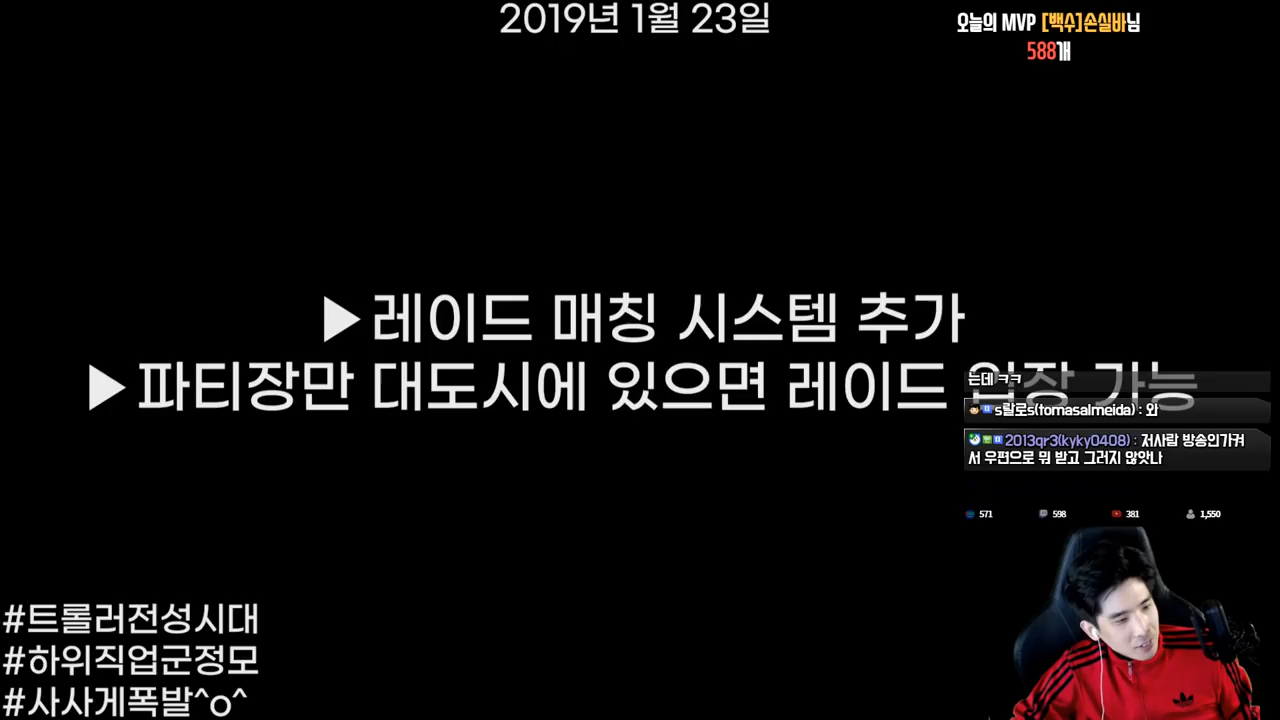 2019년 1월 23일
오늘의 MVP [백수]손실바님
588개
▶레이드 매칭 시스템 추가
▶파티장만 대도시에 있으면 레이드 입장 가능
는데 ㅋㅋ
s랄로s(tomasalmeida) : 와
2013qr3(kyky0408) : 저사람 방송인가켜
서 우편으로 뭐 받고 그러지 않앗나
571 598 381 1,550
#트롤러전성시대
#하위직업군정모
#사사게폭발^o^